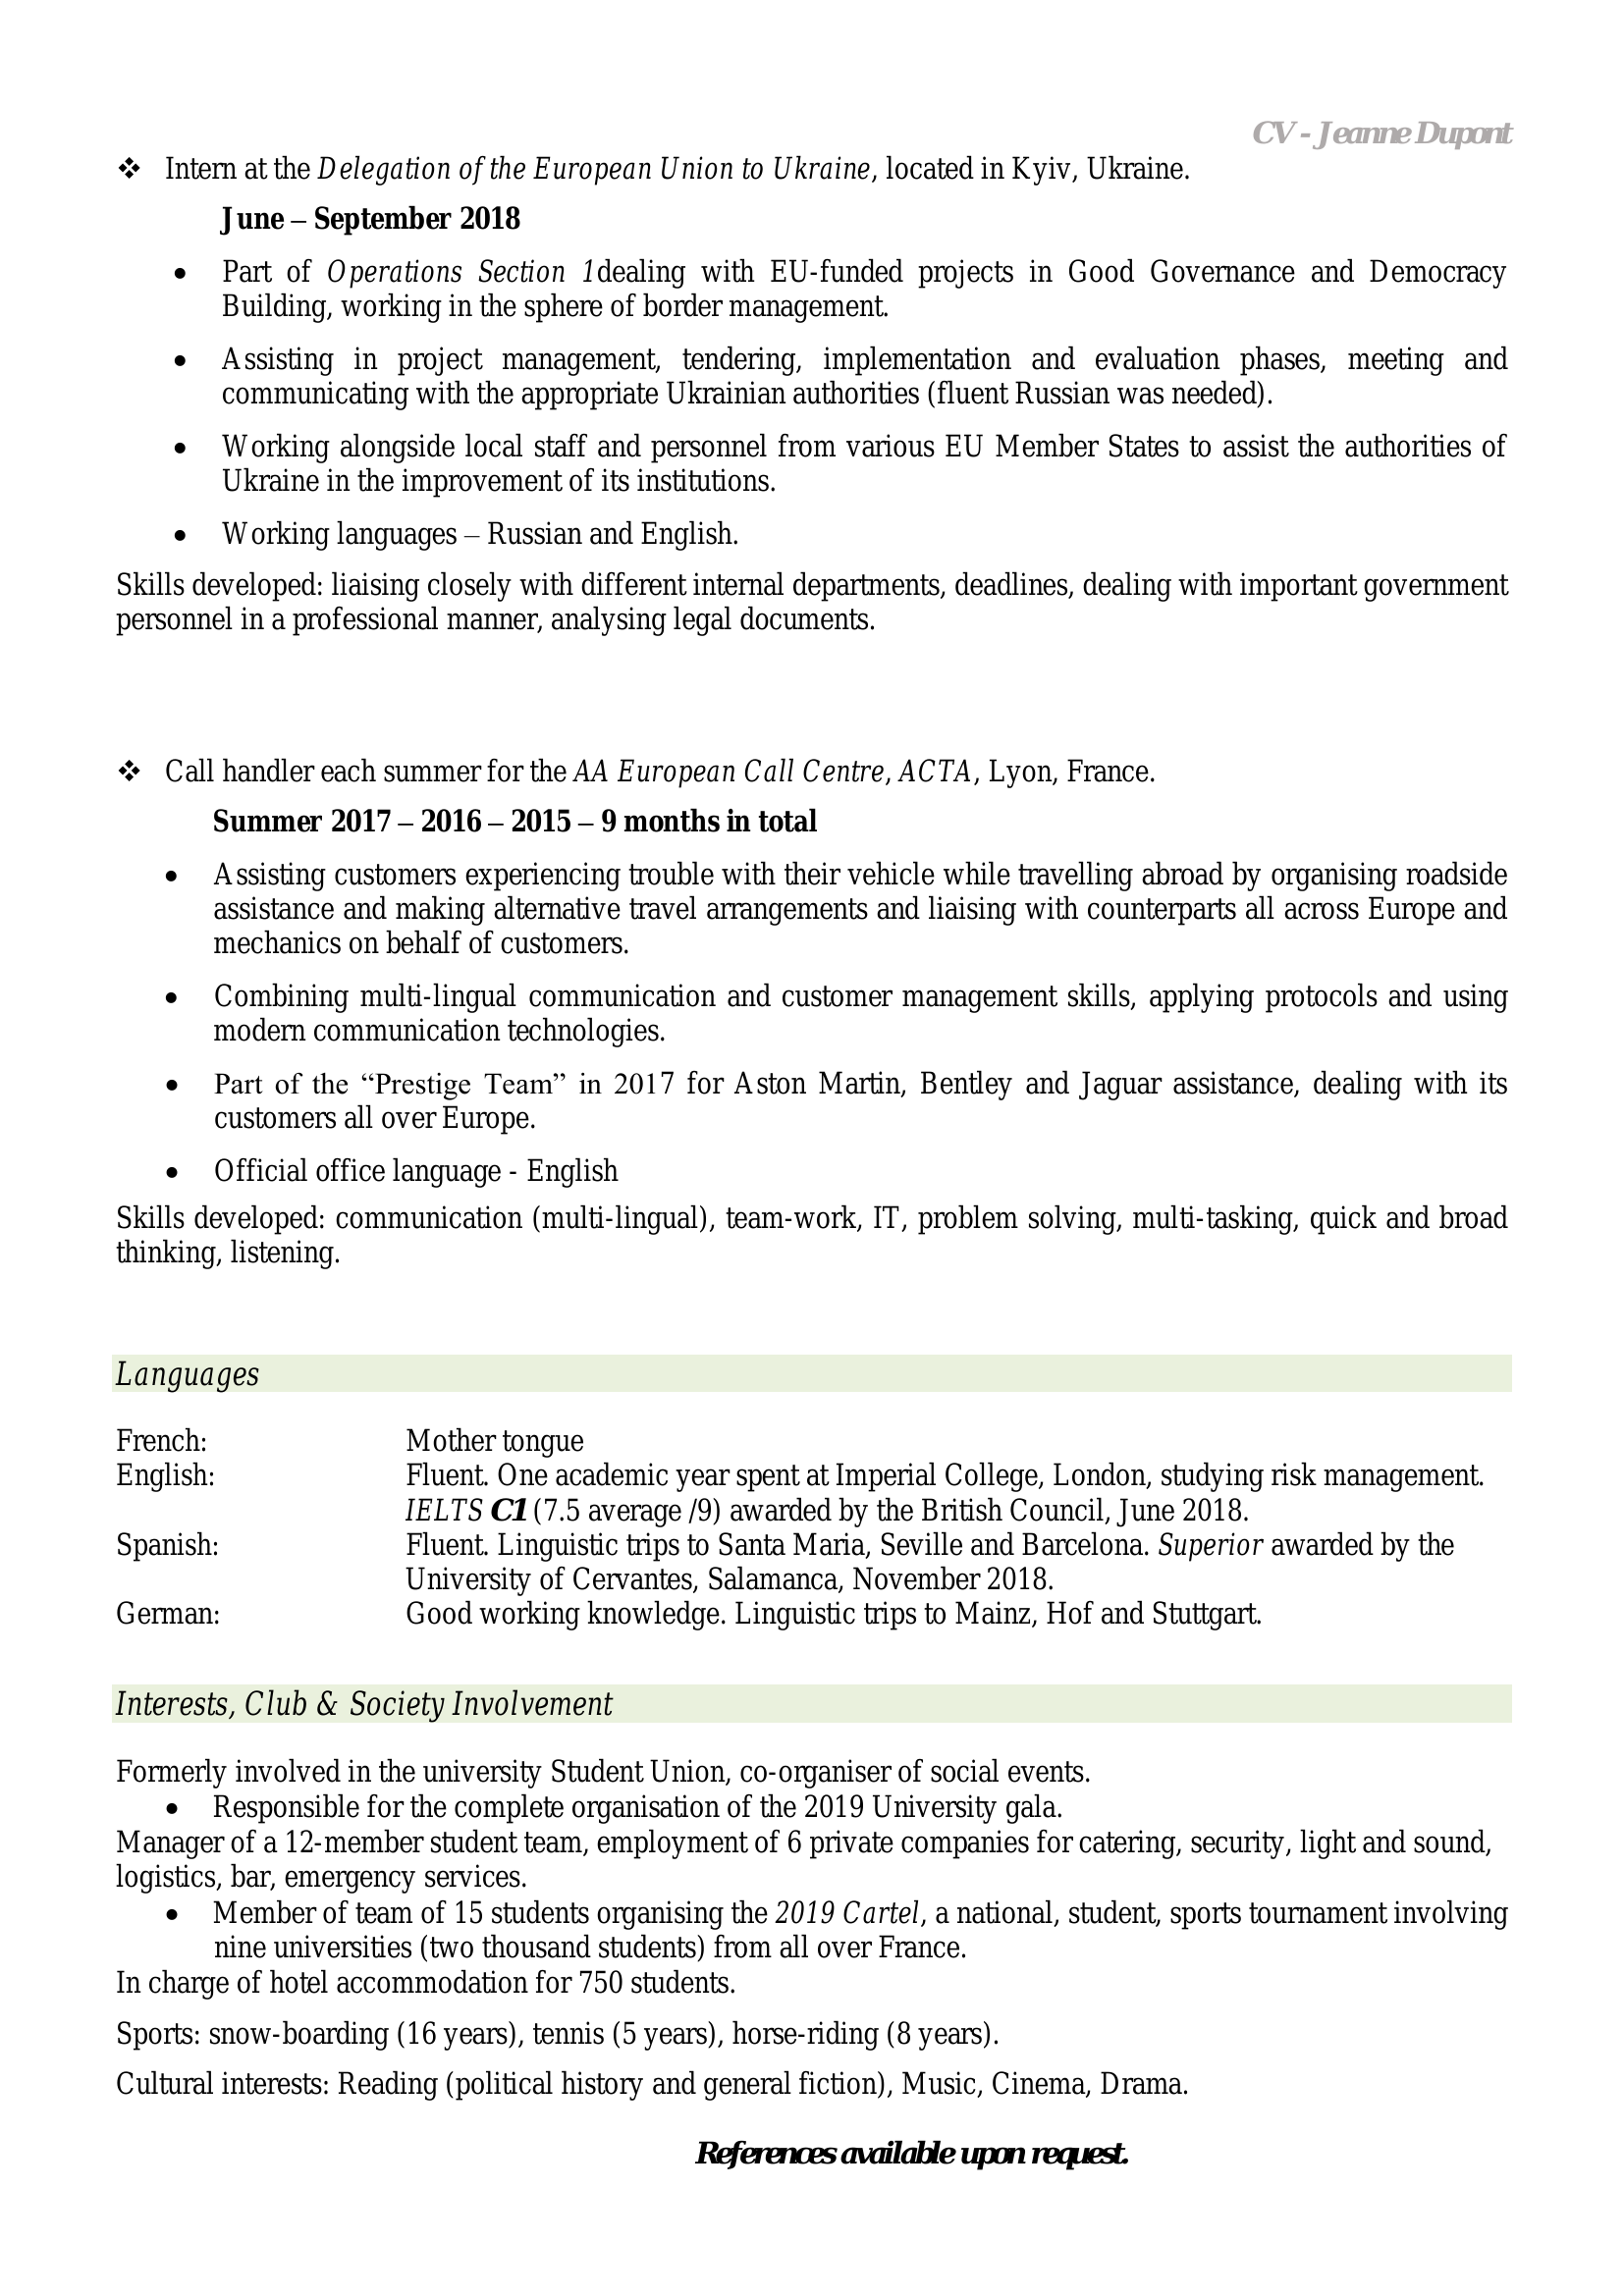 CV - Jeanne Dupont
❖ Intern at the Delegation of the European Union to Ukraine, located in Kyiv, Ukraine.
June – September 2018
• Part of Operations Section 1dealing with EU-funded projects in Good Governance and Democracy
Building, working in the sphere of border management.
• Assisting in project management, tendering, implementation and evaluation phases, meeting and
communicating with the appropriate Ukrainian authorities (fluent Russian was needed).
• Working alongside local staff and personnel from various EU Member States to assist the authorities of
Ukraine in the improvement of its institutions.
• Working languages – Russian and English.
Skills developed: liaising closely with different internal departments, deadlines, dealing with important government
personnel in a professional manner, analysing legal documents.
❖ Call handler each summer for the AA European Call Centre, ACTA, Lyon, France.
Summer 2017 – 2016 – 2015 – 9 months in total
• Assisting customers experiencing trouble with their vehicle while travelling abroad by organising roadside
assistance and making alternative travel arrangements and liaising with counterparts all across Europe and
mechanics on behalf of customers.
• Combining multi-lingual communication and customer management skills, applying protocols and using
modern communication technologies.
• Part of the “Prestige Team” in 2017 for Aston Martin, Bentley and Jaguar assistance, dealing with its
customers all over Europe.
• Official office language - English
Skills developed: communication (multi-lingual), team-work, IT, problem solving, multi-tasking, quick and broad
thinking, listening.
Languages
French: Mother tongue
English: Fluent. One academic year spent at Imperial College, London, studying risk management.
IELTS C1 (7.5 average /9) awarded by the British Council, June 2018.
Spanish: Fluent. Linguistic trips to Santa Maria, Seville and Barcelona. Superior awarded by the
University of Cervantes, Salamanca, November 2018.
German: Good working knowledge. Linguistic trips to Mainz, Hof and Stuttgart.
Interests, Club & Society Involvement
Formerly involved in the university Student Union, co-organiser of social events.
• Responsible for the complete organisation of the 2019 University gala.
Manager of a 12-member student team, employment of 6 private companies for catering, security, light and sound,
logistics, bar, emergency services.
• Member of team of 15 students organising the 2019 Cartel, a national, student, sports tournament involving
nine universities (two thousand students) from all over France.
In charge of hotel accommodation for 750 students.
Sports: snow-boarding (16 years), tennis (5 years), horse-riding (8 years).
Cultural interests: Reading (political history and general fiction), Music, Cinema, Drama.
References available upon request.